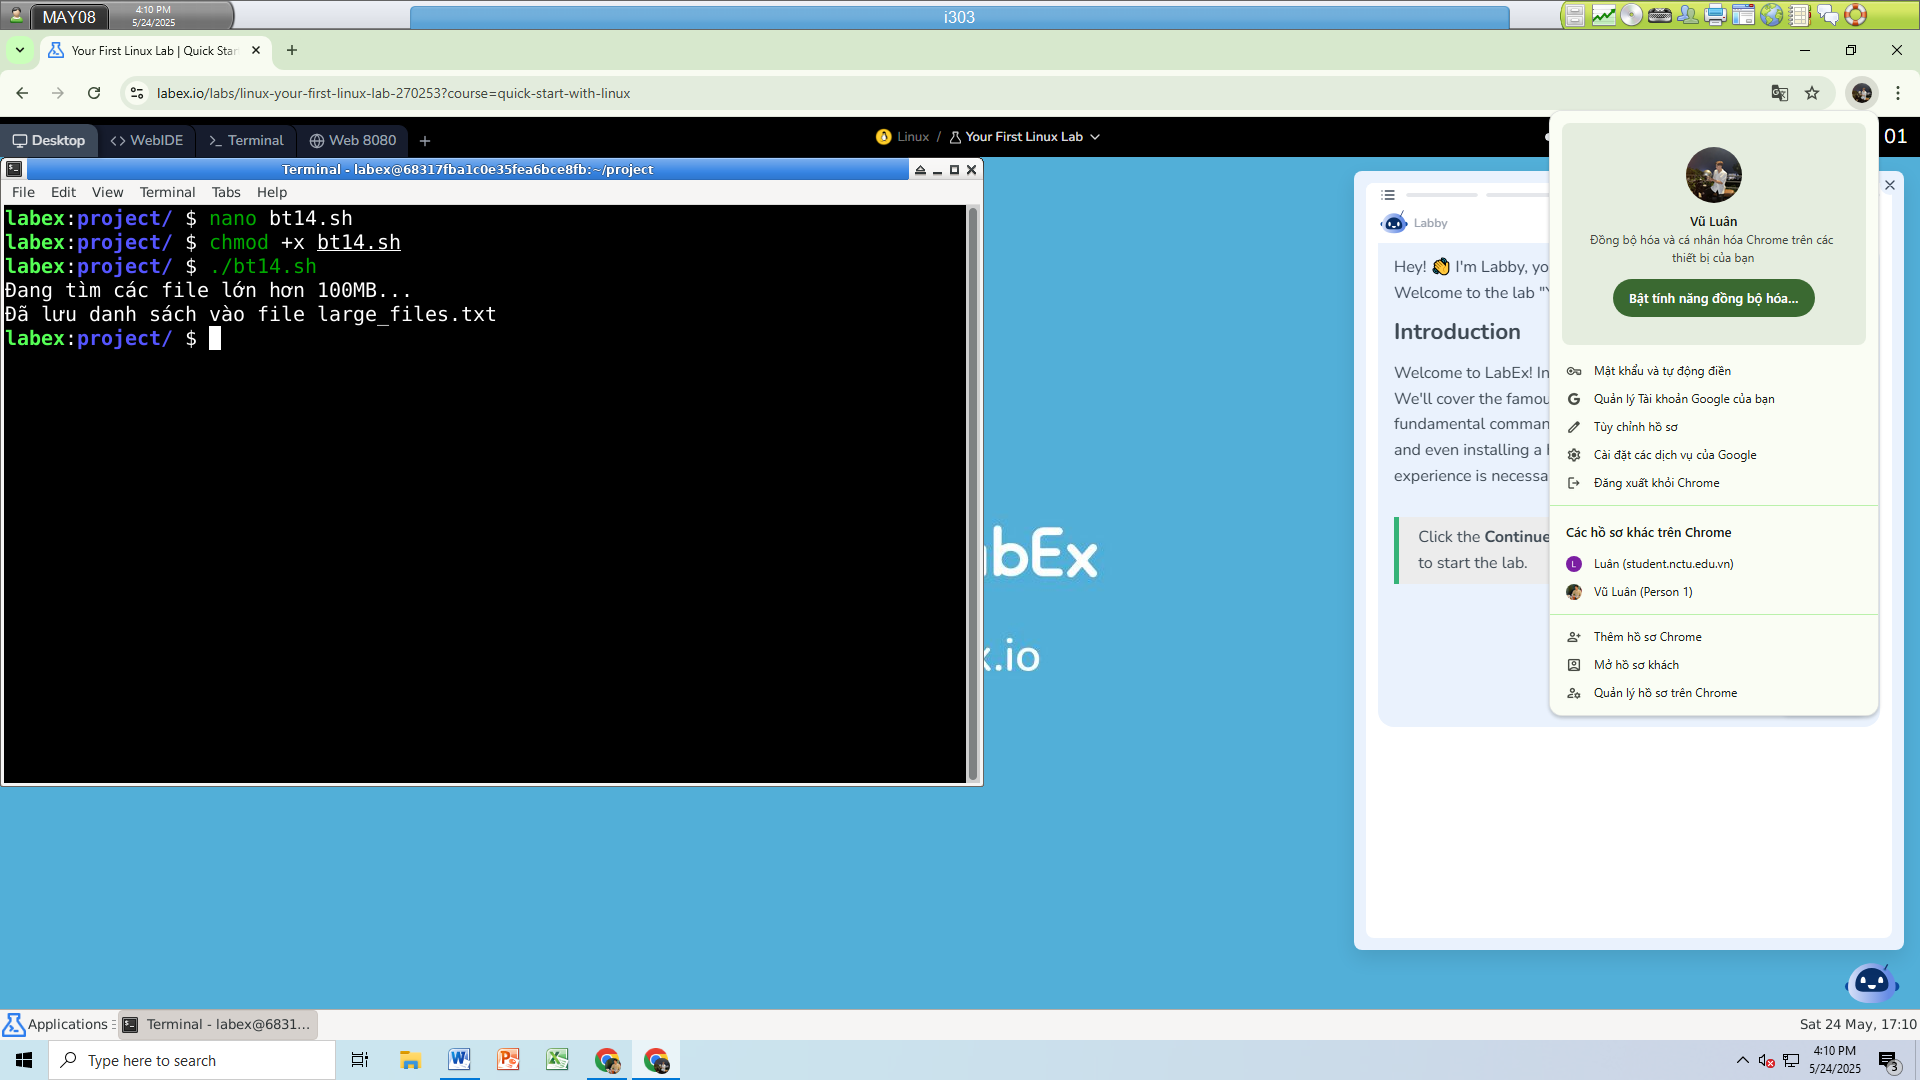 MAY08
4:10 PM
5/24/2025
i303
Your First Linux Lab | Quick Star
labex.io/labs/linux-your-first-linux-lab-270253?course=quick-start-with-linux
Desktop
WebIDE
Terminal
Web 8080
Linux / Your First Linux Lab
01
Terminal - labex@68317fba1c0e35fea6bce8fb:~/project
File Edit View Terminal Tabs Help
labex:project/ $ nano bt14.sh
labex:project/ $ chmod +x bt14.sh
labex:project/ $ ./bt14.sh
Đang tìm các file lớn hơn 100MB...
Đã lưu danh sách vào file large_files.txt
labex:project/ $
abEx
x.io
Labby
Hey! 👋 I'm Labby, yo
Welcome to the lab "Y
Introduction
Welcome to LabEx! In
We'll cover the famou
fundamental comman
and even installing a
experience is necessa
Click the Continue
to start the lab.
Vũ Luân
Đồng bộ hóa và cá nhân hóa Chrome trên các
thiết bị của bạn
Bật tính năng đồng bộ hóa...
Mật khẩu và tự động điền
Quản lý Tài khoản Google của bạn
Tùy chỉnh hồ sơ
Cài đặt các dịch vụ của Google
Đăng xuất khỏi Chrome
Các hồ sơ khác trên Chrome
L
Luân (student.nctu.edu.vn)
Vũ Luân (Person 1)
Thêm hồ sơ Chrome
Mở hồ sơ khách
Quản lý hồ sơ trên Chrome
Applications
Terminal - labex@6831...
Sat 24 May, 17:10
Type here to search
4:10 PM
5/24/2025
3